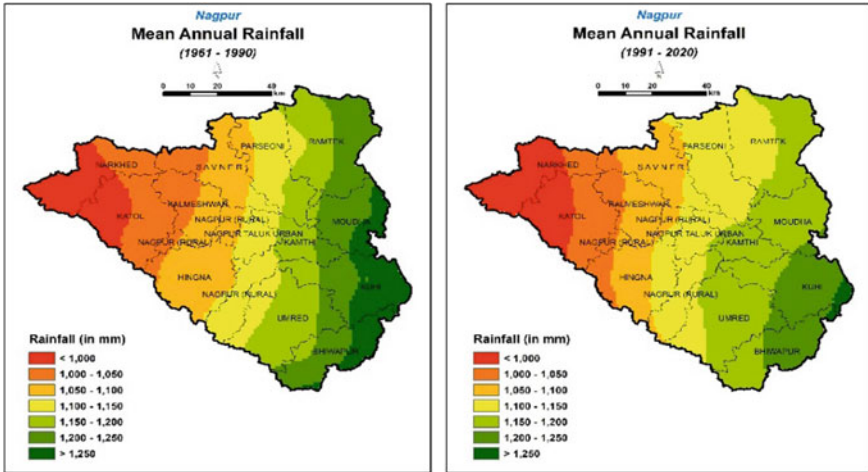 Nagpur
Mean Annual Rainfall
(1961 - 1990)
0 10 20 40
km
NARKHED
SAVNER
PARSEONI
RAMTEK
KATOL
KALMESHWAR
NAGPUR (RURAL)
MOUDHA
NAGPUR TALUK URBAN
NAGPUR (RURAL)
KAMTHI
HINGNA
KUHI
NAGPUR (RURAL)
UMRED
BHIWAPUR
Rainfall (in mm)
< 1,000
1,000 - 1,050
1,050 - 1,100
1,100 - 1,150
1,150 - 1,200
1,200 - 1,250
> 1,250
Nagpur
Mean Annual Rainfall
(1991 - 2020)
0 10 20 40
km
NARKHED
SAVNER
PARSEONI
RAMTEK
KATOL
KALMESHWAR
NAGPUR (RURAL)
MOUDHA
NAGPUR TALUK URBAN
NAGPUR (RURAL)
KAMTHI
HINGNA
KUHI
NAGPUR (RURAL)
UMRED
BHIWAPUR
Rainfall (in mm)
< 1,000
1,000 - 1,050
1,050 - 1,100
1,100 - 1,150
1,150 - 1,200
1,200 - 1,250
> 1,250